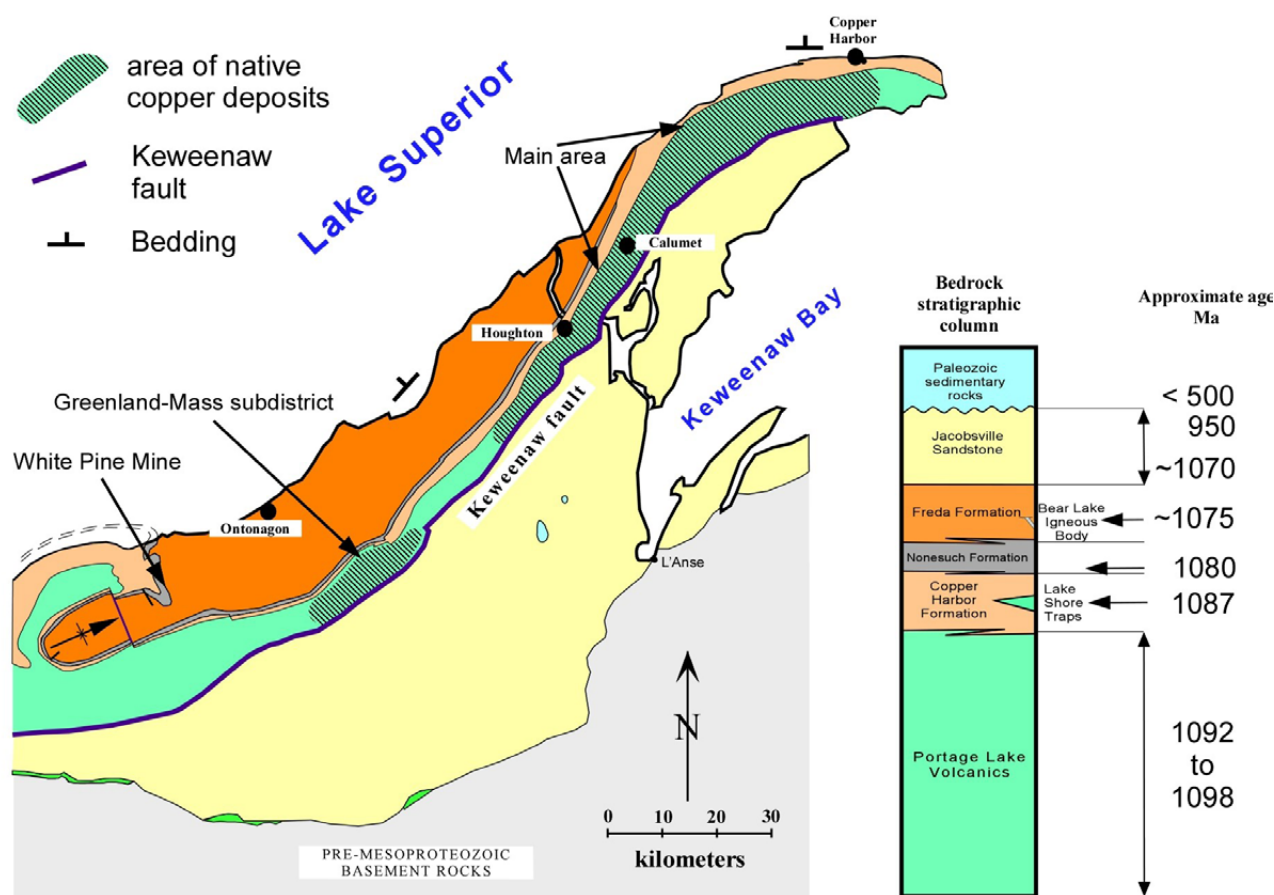 area of native
copper deposits
Keweenaw
fault
Bedding
Lake Superior
Copper
Harbor
Main area
Calumet
Houghton
Keweenaw Bay
Keweenaw fault
Greenland-Mass subdistrict
White Pine Mine
Ontonagon
L'Anse
N
0 10 20 30
kilometers
PRE-MESOPROTEOZOIC
BASEMENT ROCKS
Bedrock
stratigraphic
column
Approximate age
Ma
Paleozoic
sedimentary
rocks
< 500
950
Jacobsville
Sandstone
~1070
Freda Formation
Bear Lake
Igneous
Body
~1075
Nonesuch Formation
1080
Copper
Harbor
Formation
Lake
Shore
Traps
1087
Portage Lake
Volcanics
1092
to
1098